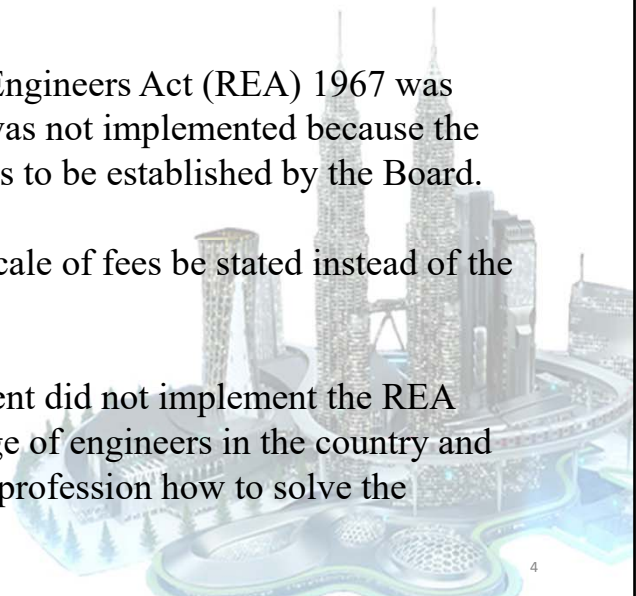 Engineers Act (REA) 1967 was
was not implemented because the
s to be established by the Board.
cale of fees be stated instead of the
ent did not implement the REA
ge of engineers in the country and
profession how to solve the
4